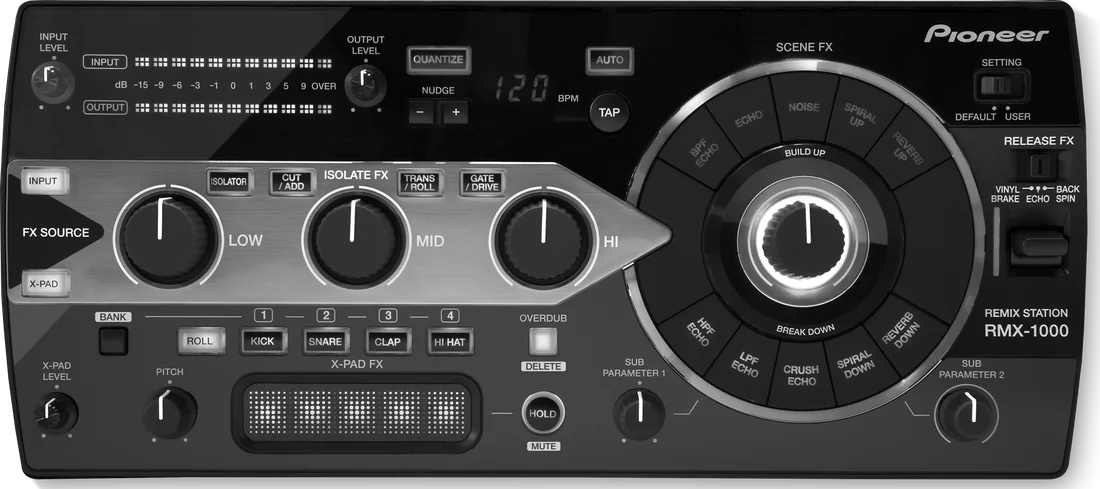 Pioneer
INPUT
LEVEL
INPUT
dB -15 -9 -6 -3 -1 0 1 3 5 9 OVER
OUTPUT
OUTPUT
LEVEL
QUANTIZE
NUDGE
− +
120
BPM
AUTO
TAP
SCENE FX
SETTING
DEFAULT USER
RELEASE FX
VINYL
BRAKE
ECHO
BACK
SPIN
BPF
ECHO
ECHO
NOISE
SPIRAL
UP
REVERB
UP
BUILD UP
INPUT
FX SOURCE
X-PAD
ISOLATOR
CUT
/ ADD
ISOLATE FX
TRANS
/ ROLL
GATE
/ DRIVE
LOW
MID
HI
BREAK DOWN
HPF
ECHO
LPF
ECHO
CRUSH
ECHO
SPIRAL
DOWN
REVERB
DOWN
REMIX STATION
RMX-1000
BANK
1 2 3 4
ROLL
KICK
SNARE
CLAP
HI HAT
OVERDUB
DELETE
X-PAD FX
X-PAD
LEVEL
PITCH
HOLD
MUTE
SUB
PARAMETER 1
SUB
PARAMETER 2